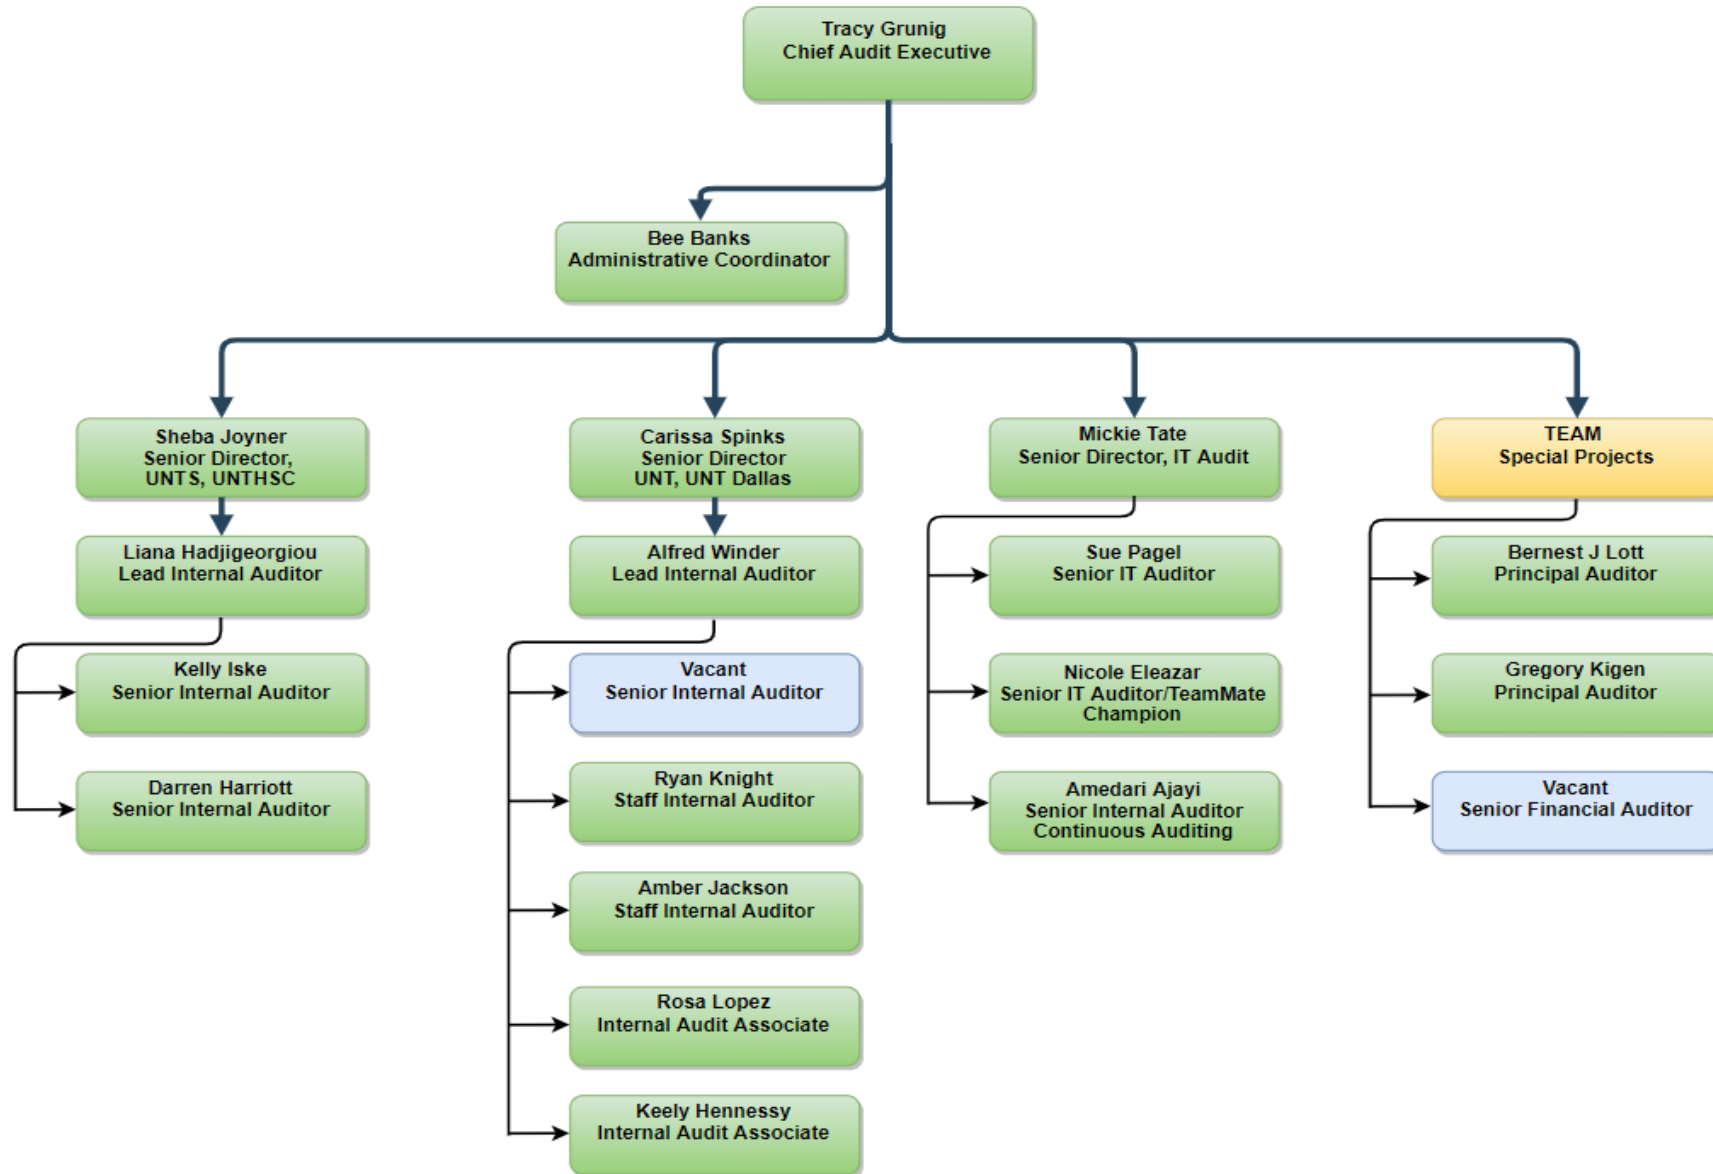 Tracy Grunig
Chief Audit Executive
Bee Banks
Administrative Coordinator
Sheba Joyner
Senior Director,
UNTS, UNTHSC
Carissa Spinks
Senior Director
UNT, UNT Dallas
Mickie Tate
Senior Director, IT Audit
TEAM
Special Projects
Liana Hadjigeorgiou
Lead Internal Auditor
Alfred Winder
Lead Internal Auditor
Sue Pagel
Senior IT Auditor
Bernest J Lott
Principal Auditor
Kelly Iske
Senior Internal Auditor
Vacant
Senior Internal Auditor
Nicole Eleazar
Senior IT Auditor/TeamMate
Champion
Gregory Kigen
Principal Auditor
Darren Harriott
Senior Internal Auditor
Ryan Knight
Staff Internal Auditor
Amedari Ajayi
Senior Internal Auditor
Continuous Auditing
Vacant
Senior Financial Auditor
Amber Jackson
Staff Internal Auditor
Rosa Lopez
Internal Audit Associate
Keely Hennessy
Internal Audit Associate